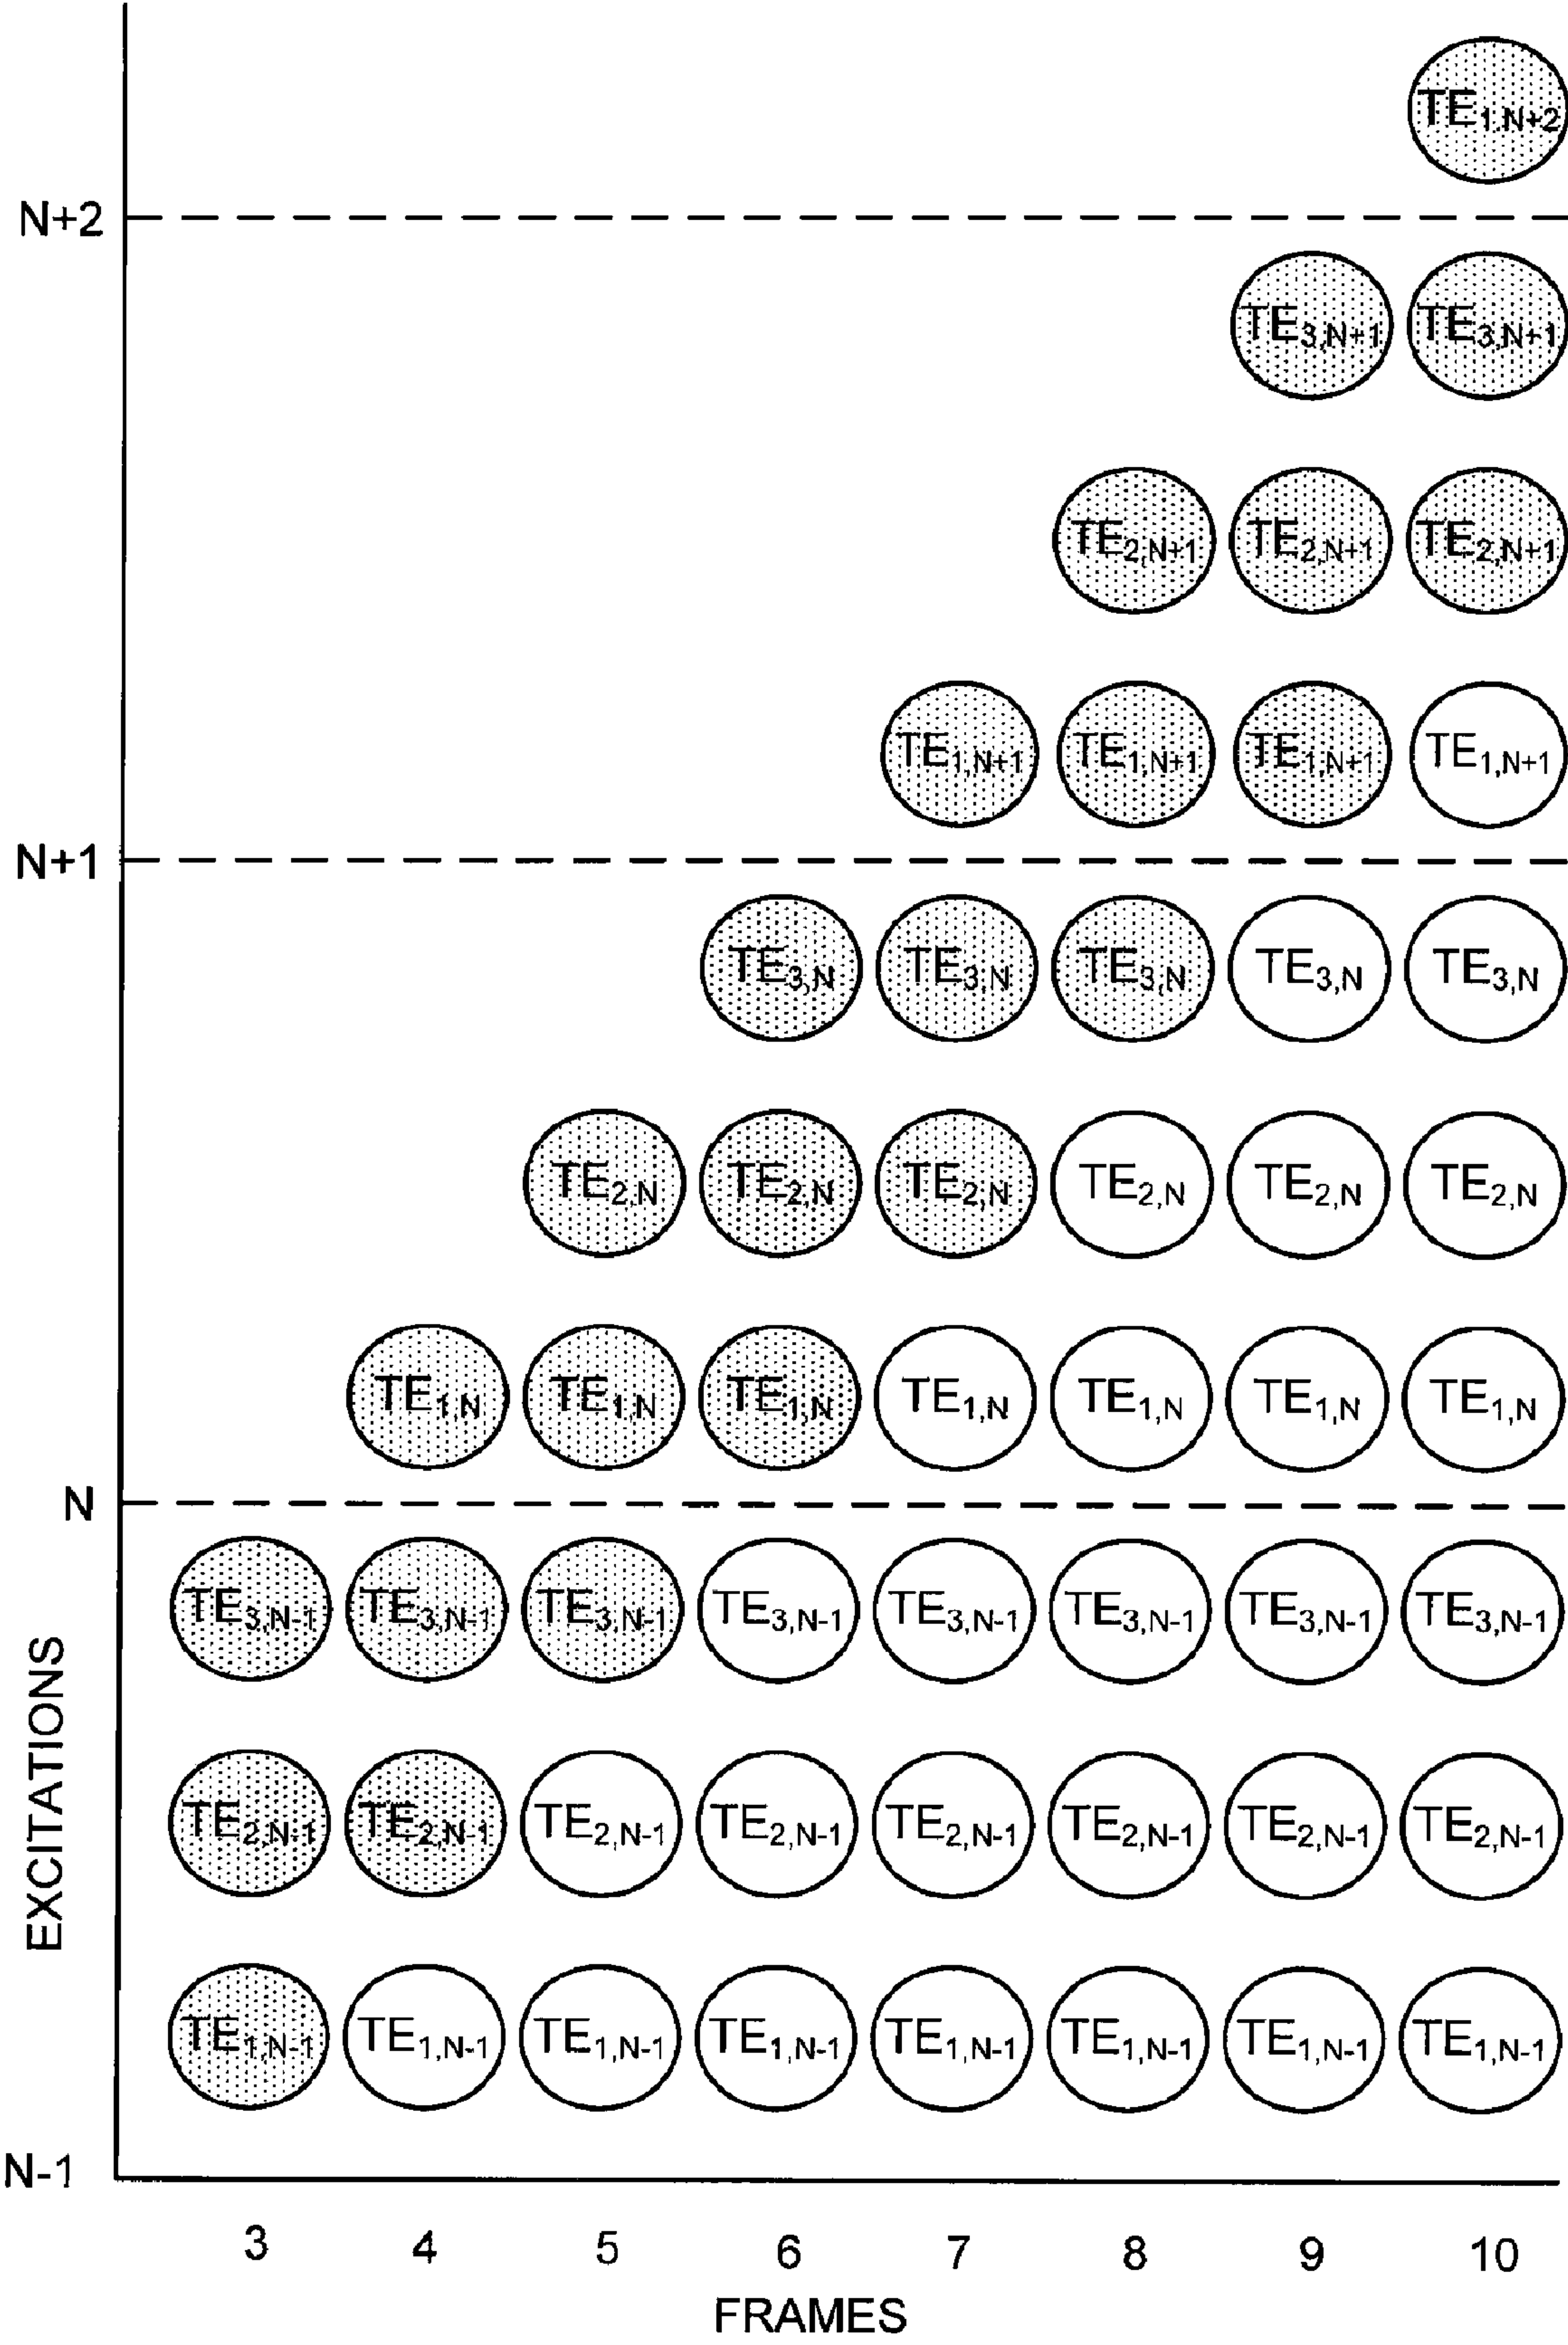 TE1,N+2
N+2
TE3,N+1 TE3,N+1
TE2,N+1 TE2,N+1 TE2,N+1
TE1,N+1 TE1,N+1 TE1,N+1 TE1,N+1
N+1
TE3,N TE3,N TE3,N TE3,N TE3,N
TE2,N TE2,N TE2,N TE2,N TE2,N TE2,N
TE1,N TE1,N TE1,N TE1,N TE1,N TE1,N TE1,N
N
TE3,N-1 TE3,N-1 TE3,N-1 TE3,N-1 TE3,N-1 TE3,N-1 TE3,N-1 TE3,N-1
TE2,N-1 TE2,N-1 TE2,N-1 TE2,N-1 TE2,N-1 TE2,N-1 TE2,N-1 TE2,N-1
TE1,N-1 TE1,N-1 TE1,N-1 TE1,N-1 TE1,N-1 TE1,N-1 TE1,N-1 TE1,N-1
EXCITATIONS
N-1
3 4 5 6 7 8 9 10
FRAMES